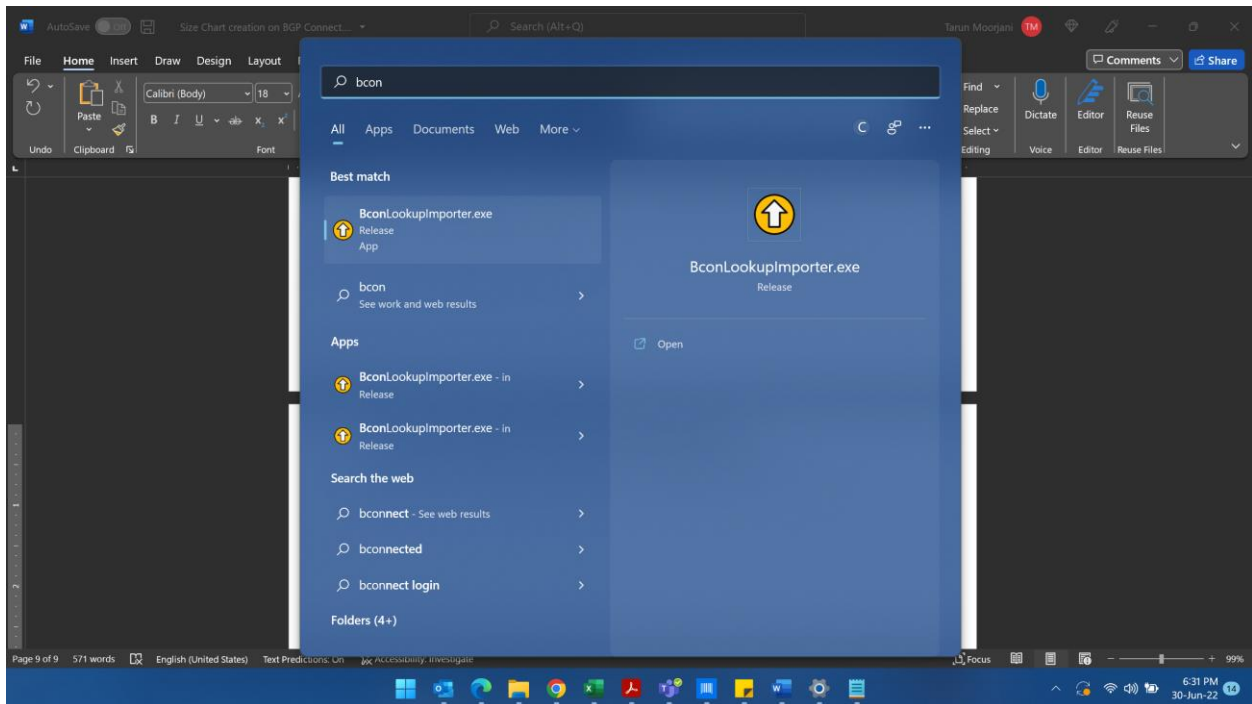 AutoSave Off Size Chart creation on BGP Connect... Search (Alt+Q) Tarun Moorjani TM
File Home Insert Draw Design Layout Comments Share
bcon
Calibri (Body) 18 Find
Paste Replace Dictate Editor Reuse Files
B I U ab x, x' Select
Undo Clipboard Font Editing Voice Editor Reuse Files
All Apps Documents Web More C
Best match
BconLookupImporter.exe
Release
App
bcon
See work and web results
Apps
BconLookupImporter.exe - in
Release
BconLookupImporter.exe - in
Release
Search the web
bconnect - See web results
bconnected
bconnect login
Folders (4+)
BconLookupImporter.exe
Release
Open
Page 9 of 9 571 words English (United States) Text Predictions: On Accessibility: Investigate Focus 99%
6:31 PM
30-Jun-22 14